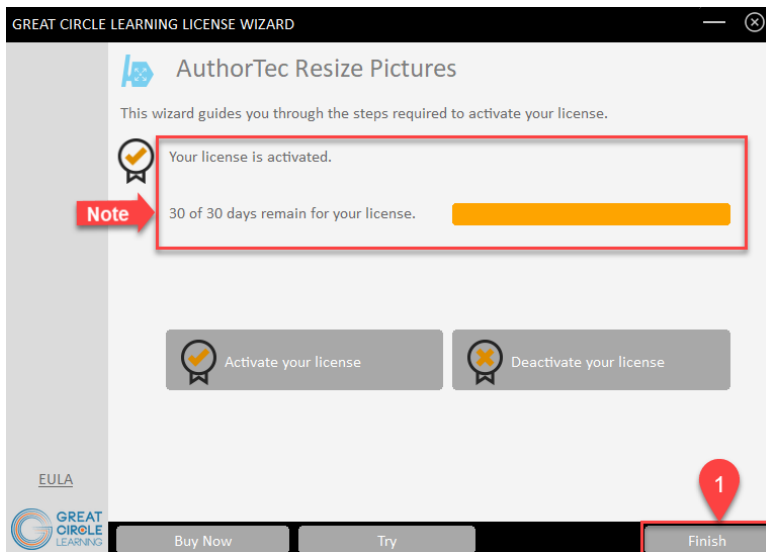 GREAT CIRCLE LEARNING LICENSE WIZARD
AuthorTec Resize Pictures
This wizard guides you through the steps required to activate your license.
Your license is activated.
Note
30 of 30 days remain for your license.
Activate your license
Deactivate your license
EULA
1
GREAT
CIRCLE
LEARNING
Buy Now
Try
Finish